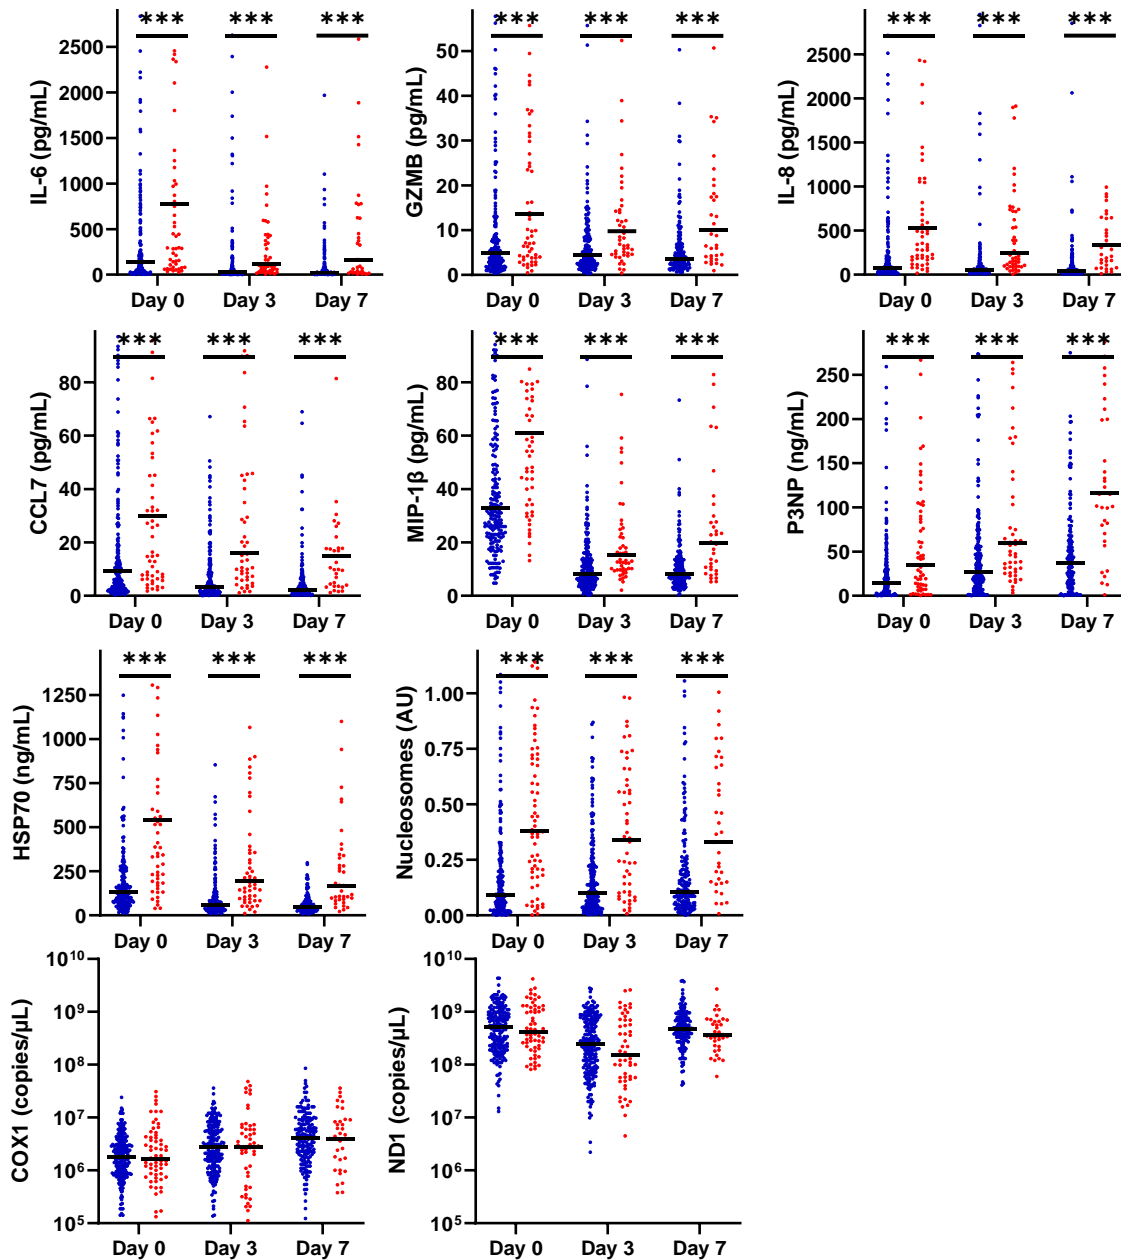 *** *** ***
IL-6 (pg/mL)
2500
2000
1500
1000
500
0
Day 0 Day 3 Day 7
*** *** ***
GZMB (pg/mL)
50
40
30
20
10
0
Day 0 Day 3 Day 7
*** *** ***
IL-8 (pg/mL)
2500
2000
1500
1000
500
0
Day 0 Day 3 Day 7
*** *** ***
CCL7 (pg/mL)
80
60
40
20
0
Day 0 Day 3 Day 7
*** *** ***
MIP-1β (pg/mL)
80
60
40
20
0
Day 0 Day 3 Day 7
*** *** ***
P3NP (ng/mL)
250
200
150
100
50
0
Day 0 Day 3 Day 7
*** *** ***
HSP70 (ng/mL)
1250
1000
750
500
250
0
Day 0 Day 3 Day 7
*** *** ***
Nucleosomes (AU)
1.00
0.75
0.50
0.25
0.00
Day 0 Day 3 Day 7
COX1 (copies/µL)
10¹⁰
10⁹
10⁸
10⁷
10⁶
10⁵
Day 0 Day 3 Day 7
ND1 (copies/µL)
10¹⁰
10⁹
10⁸
10⁷
10⁶
10⁵
Day 0 Day 3 Day 7